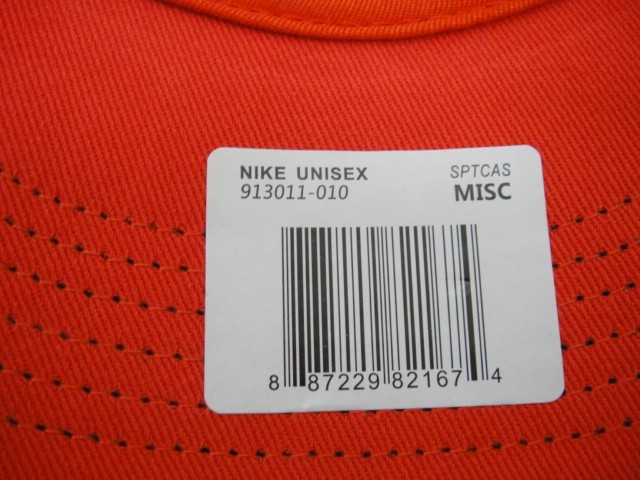 NIKE UNISEX SPTCAS
913011-010 MISC
8 87229 82167 4